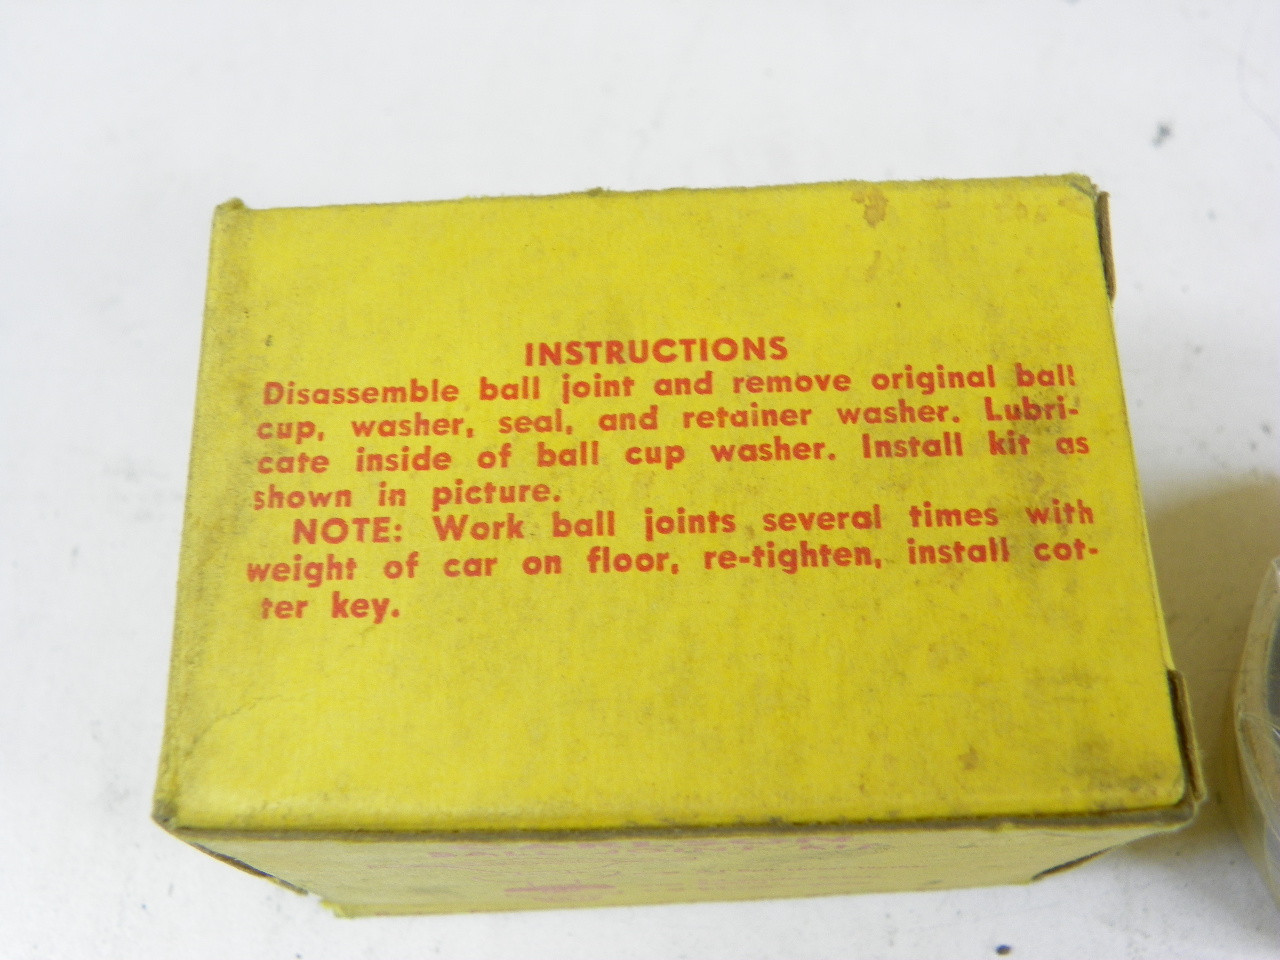 INSTRUCTIONS
Disassemble ball joint and remove original ball
cup, washer, seal, and retainer washer. Lubri-
cate inside of ball cup washer. Install kit as
shown in picture.
NOTE: Work ball joints several times with
weight of car on floor, re-tighten, install cot-
ter key.